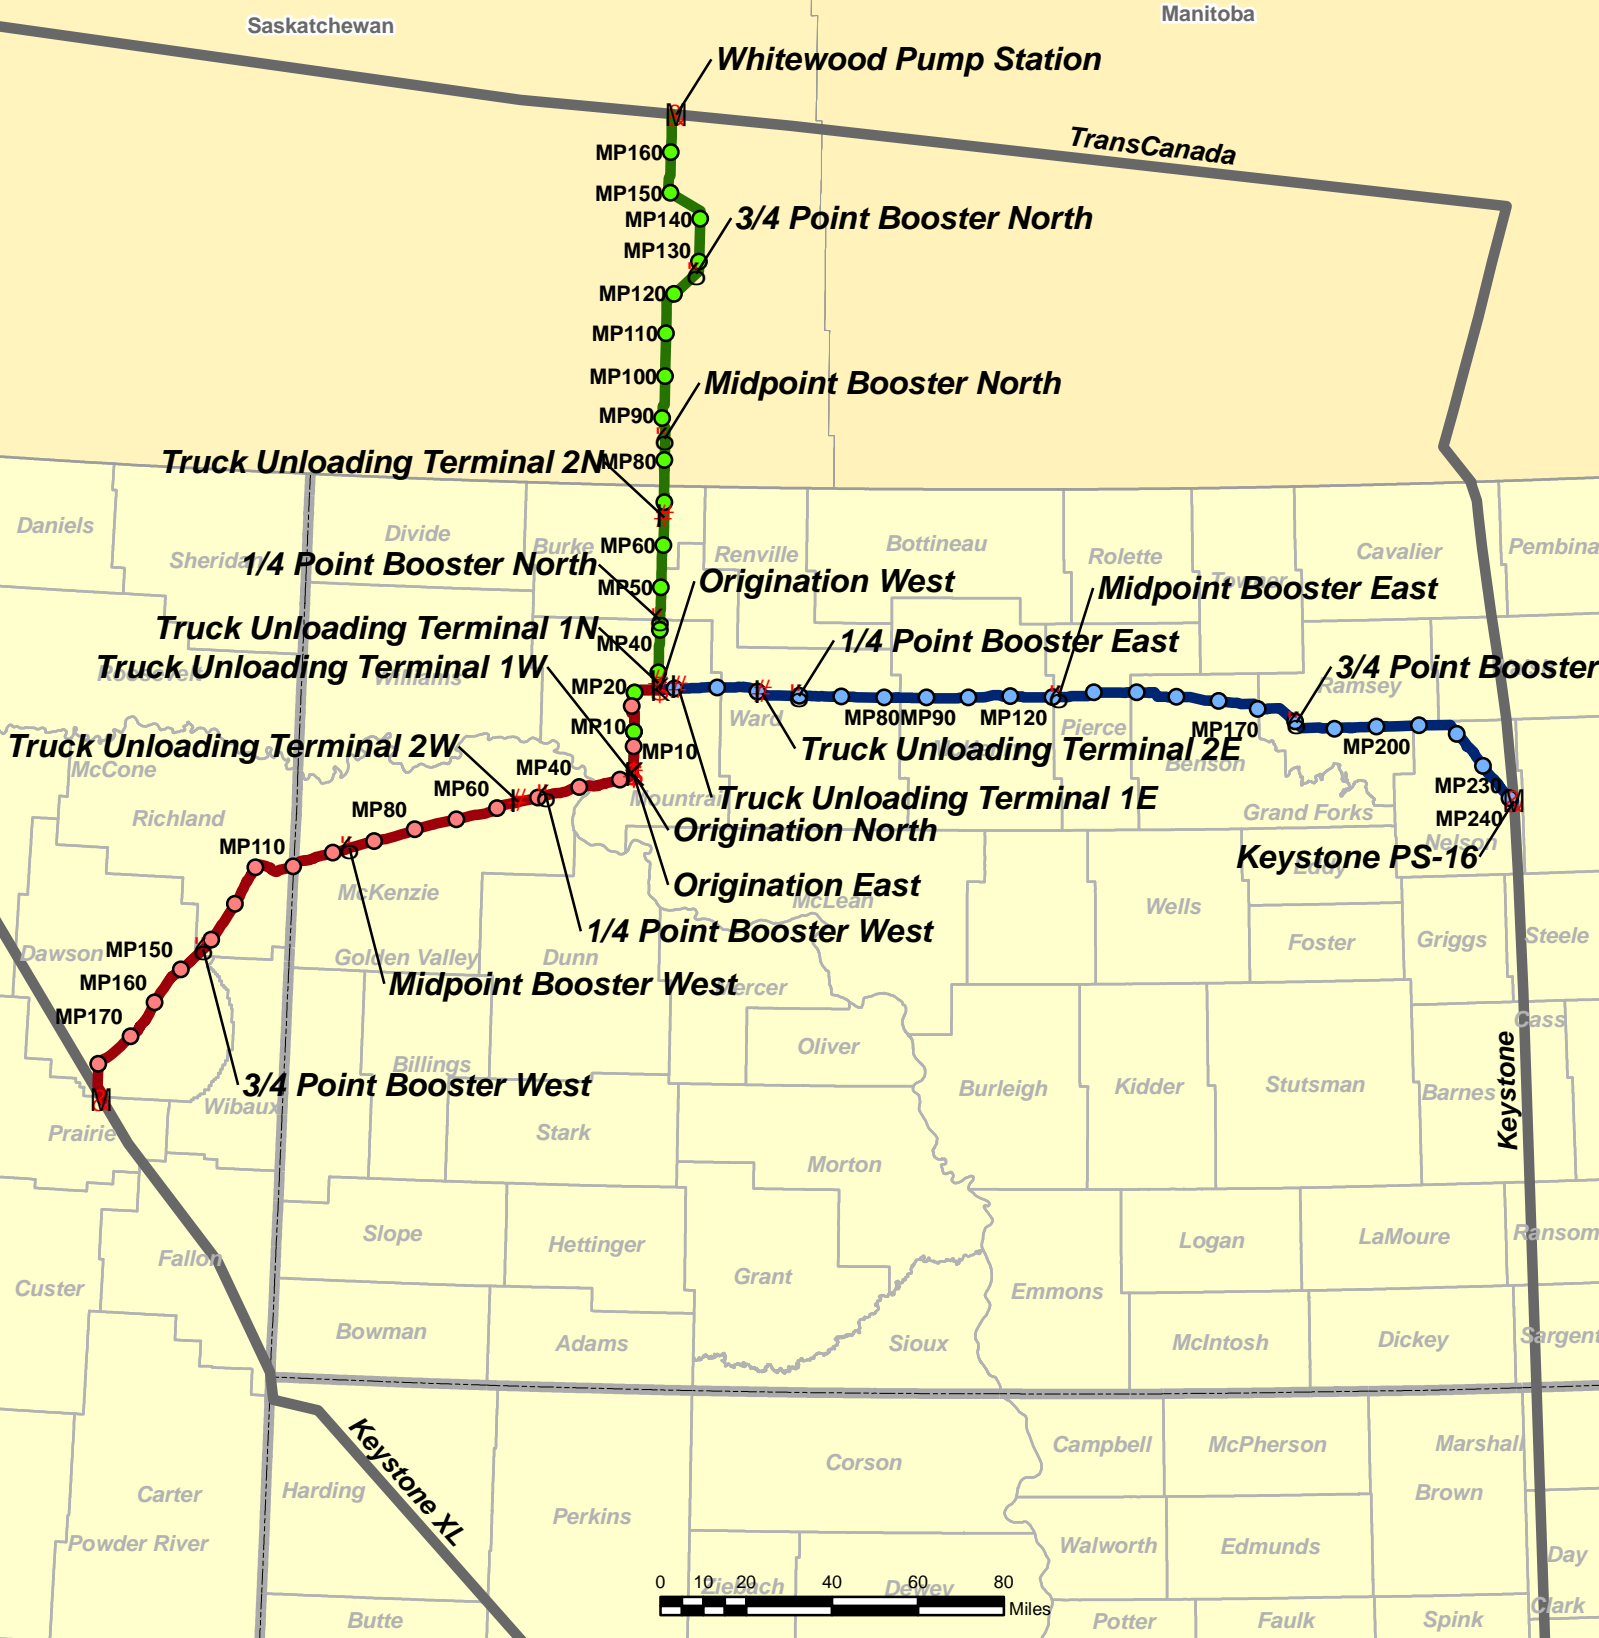 Saskatchewan
Manitoba
Whitewood Pump Station
TransCanada
MP160
MP150
MP140
3/4 Point Booster North
MP130
MP120
MP110
MP100
Midpoint Booster North
MP90
Truck Unloading Terminal 2N
MP80
Daniels
Sheridan
Divide
Burke
Renville
Bottineau
Rolette
Towner
Cavalier
Pembina
MP60
1/4 Point Booster North
MP50
Origination West
Midpoint Booster East
Truck Unloading Terminal 1N
MP40
1/4 Point Booster East
Truck Unloading Terminal 1W
3/4 Point Booster
Roosevelt
Williams
MP20
Ramsey
Ward
MP80
MP90
MP120
Pierce
MP170
MP10
MP10
Truck Unloading Terminal 2W
Truck Unloading Terminal 2E
MP200
McCone
Benson
MP40
MP60
Mountrail
Truck Unloading Terminal 1E
MP230
MP80
Richland
Grand Forks
MP240
Origination North
Nelson
MP110
Keystone PS-16
Eddy
McKenzie
Origination East
McLean
Wells
1/4 Point Booster West
Foster
Griggs
Steele
MP150
Dawson
Golden Valley
Dunn
MP160
Midpoint Booster West
Mercer
MP170
Cass
Oliver
Billings
3/4 Point Booster West
Wibaux
Burleigh
Kidder
Stutsman
Barnes
Keystone
Prairie
Stark
Morton
Slope
Hettinger
Logan
LaMoure
Ransom
Fallon
Grant
Custer
Emmons
Bowman
Adams
Sioux
McIntosh
Dickey
Sargent
Keystone XL
Campbell
McPherson
Marshall
Corson
Carter
Harding
Brown
Perkins
Powder River
Walworth
Edmunds
Day
Ziebach
Dewey
0 10 20 40 60 80
Miles
Clark
Butte
Potter
Faulk
Spink